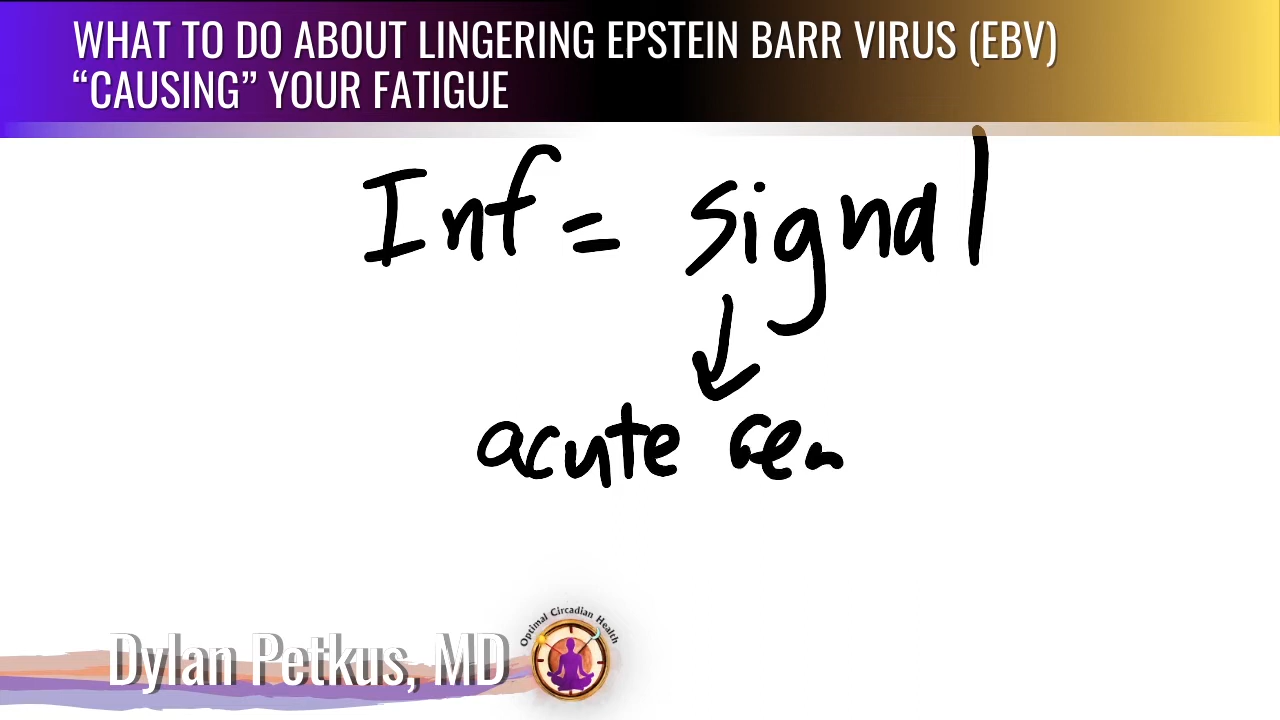 WHAT TO DO ABOUT LINGERING EPSTEIN BARR VIRUS (EBV)
“CAUSING” YOUR FATIGUE
Inf = signal
acute
Optimal Circadian Health
Dylan Petkus, MD